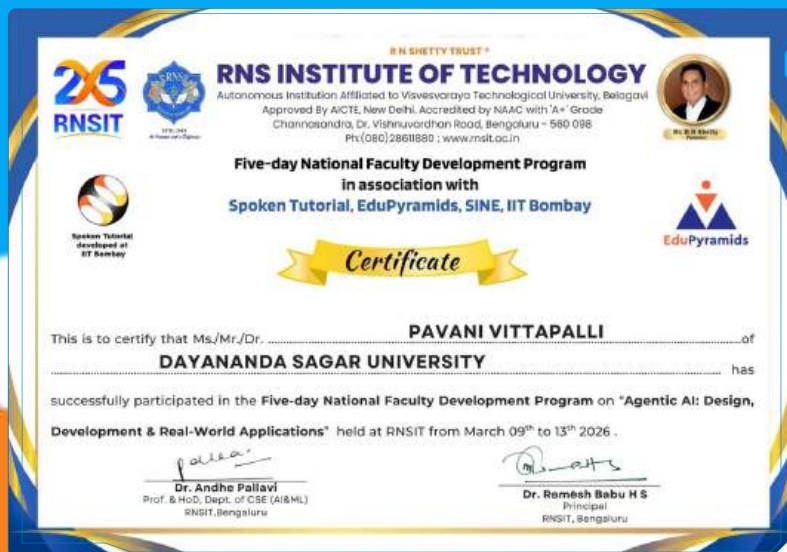 R N SHETTY TRUST ®
RNS INSTITUTE OF TECHNOLOGY
Autonomous Institution Affiliated to Visvesvaraya Technological University, Belagavi
Approved By AICTE, New Delhi. Accredited by NAAC with 'A+' Grade
Channasandra, Dr. Vishnuvardhan Road, Bengaluru - 560 098
Ph:(080)28611880 ; www.rnsit.ac.in
25
RNSIT
RNSIT
Dr. R N Shetty
Founder
Five-day National Faculty Development Program
in association with
Spoken Tutorial, EduPyramids, SINE, IIT Bombay
Spoken Tutorial
developed at
IIT Bombay
EduPyramids
Certificate
This is to certify that Ms./Mr./Dr. PAVANI VITTAPALLI of
DAYANANDA SAGAR UNIVERSITY has
successfully participated in the Five-day National Faculty Development Program on "Agentic AI: Design,
Development & Real-World Applications" held at RNSIT from March 09th to 13th 2026 .
Dr. Andhe Pallavi
Prof. & HoD, Dept. of CSE (AI&ML)
RNSIT,Bengaluru
Dr. Ramesh Babu H S
Principal
RNSIT, Bengaluru